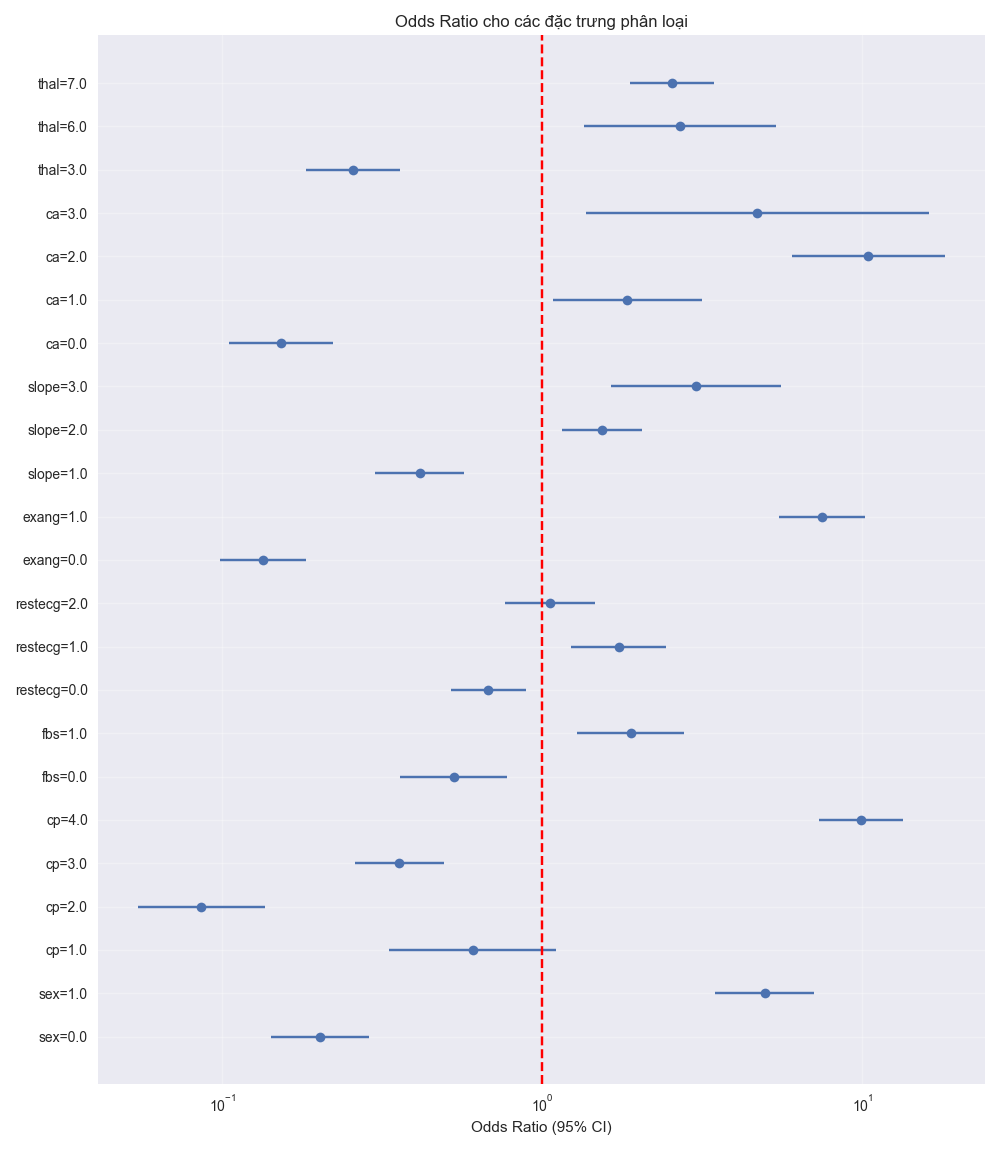 Odds Ratio cho các đặc trưng phân loại
thal=7.0
thal=6.0
thal=3.0
ca=3.0
ca=2.0
ca=1.0
ca=0.0
slope=3.0
slope=2.0
slope=1.0
exang=1.0
exang=0.0
restecg=2.0
restecg=1.0
restecg=0.0
fbs=1.0
fbs=0.0
cp=4.0
cp=3.0
cp=2.0
cp=1.0
sex=1.0
sex=0.0
10⁻¹ 10⁰ 10¹
Odds Ratio (95% CI)